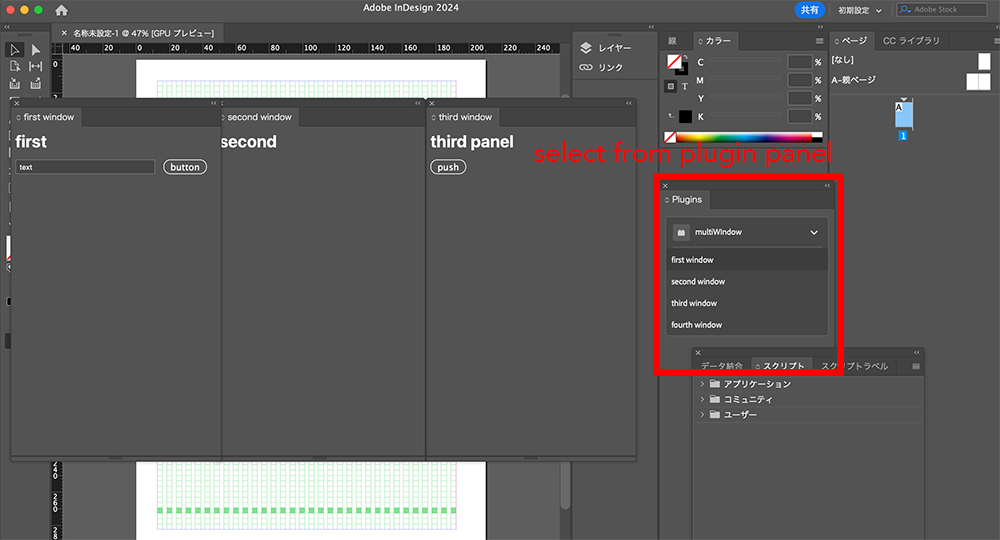 Adobe InDesign 2024
共有
初期設定
Adobe Stock
× 名称未設定-1 @ 47% [GPU プレビュー]
40 20 0 20 40 60 80 100 120 140 160 180 200 220 240
0
レイヤー
リンク
線
カラー
C %
M %
Y %
K %
T
ページ
CC ライブラリ
[なし]
A-親ページ
A
1
first window
first
text
button
second window
second
third window
third panel
push
select from plugin panel
Plugins
multiWIndow
first window
second window
third window
fourth window
データ結合
スクリプト
スクリプトラベル
アプリケーション
コミュニティ
ユーザー
240
260
28